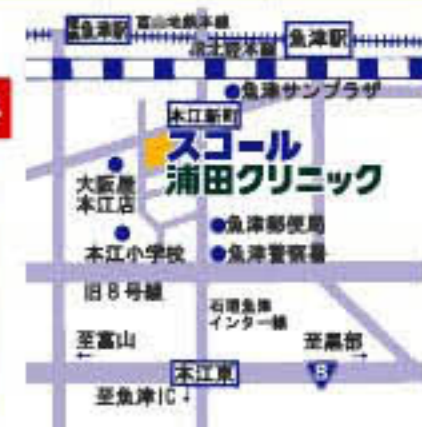 新魚津駅
富山地鉄本線
魚津駅
JR北陸本線
魚津サンプラザ
本江新町
スコール
浦田クリニック
大阪屋
本江店
魚津郵便局
本江小学校
魚津警察署
旧8号線
石垣魚津
インター線
至富山
←
至黒部
→
本江東
8
至魚津IC↓